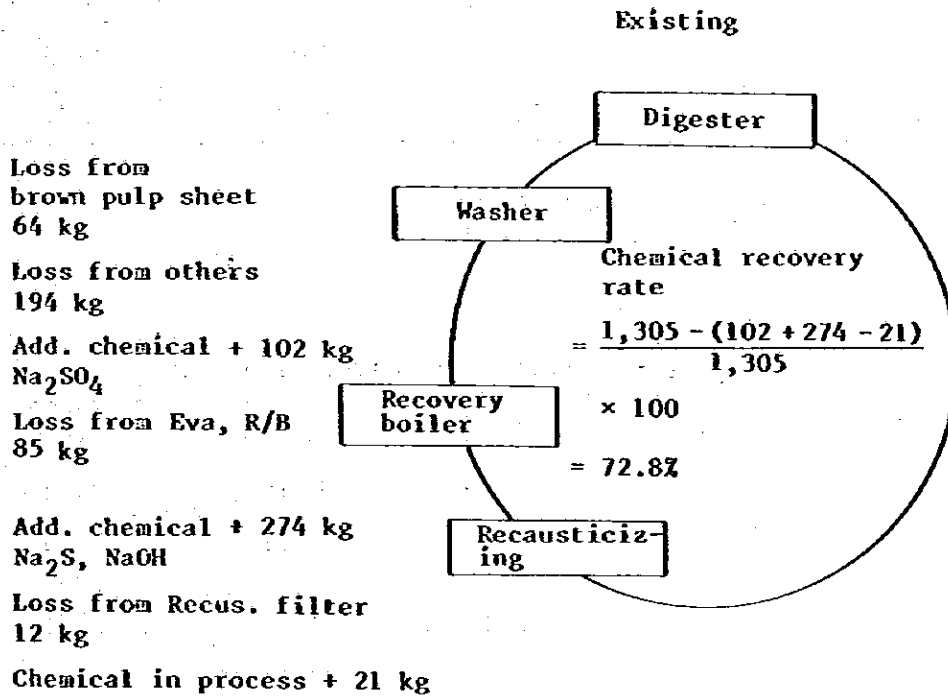 Existing
Digester
Loss from
brown pulp sheet
64 kg
Washer
Loss from others
194 kg
Chemical recovery
rate
= 1,305 - (102 + 274 - 21)
1,305
× 100
= 72.8%
Add. chemical + 102 kg
Na₂SO₄
Recovery
boiler
Loss from Eva, R/B
85 kg
Add. chemical + 274 kg
Na₂S, NaOH
Recausticiz-
ing
Loss from Recus. filter
12 kg
Chemical in process + 21 kg